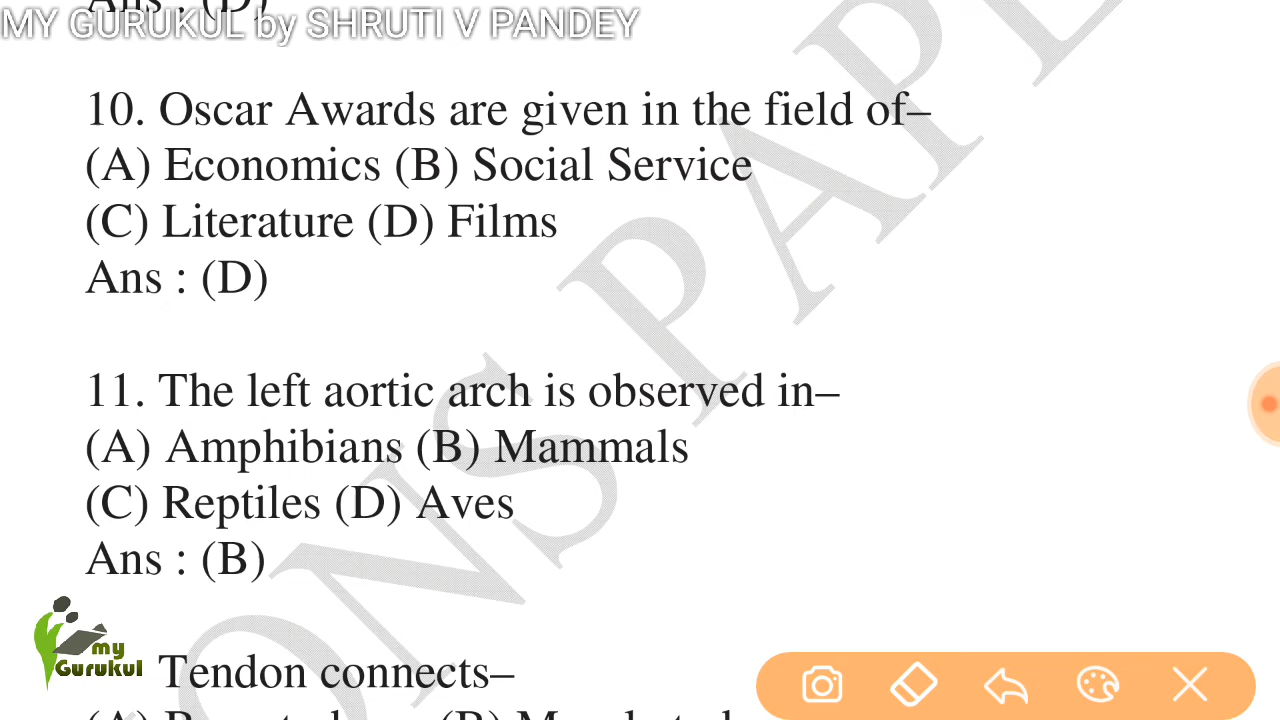 Ans : (D)
MY GURUKUL by SHRUTI V PANDEY
10. Oscar Awards are given in the field of–
(A) Economics (B) Social Service
(C) Literature (D) Films
Ans : (D)
11. The left aortic arch is observed in–
(A) Amphibians (B) Mammals
(C) Reptiles (D) Aves
Ans : (B)
my
Gurukul
Tendon connects–
(A) (B)